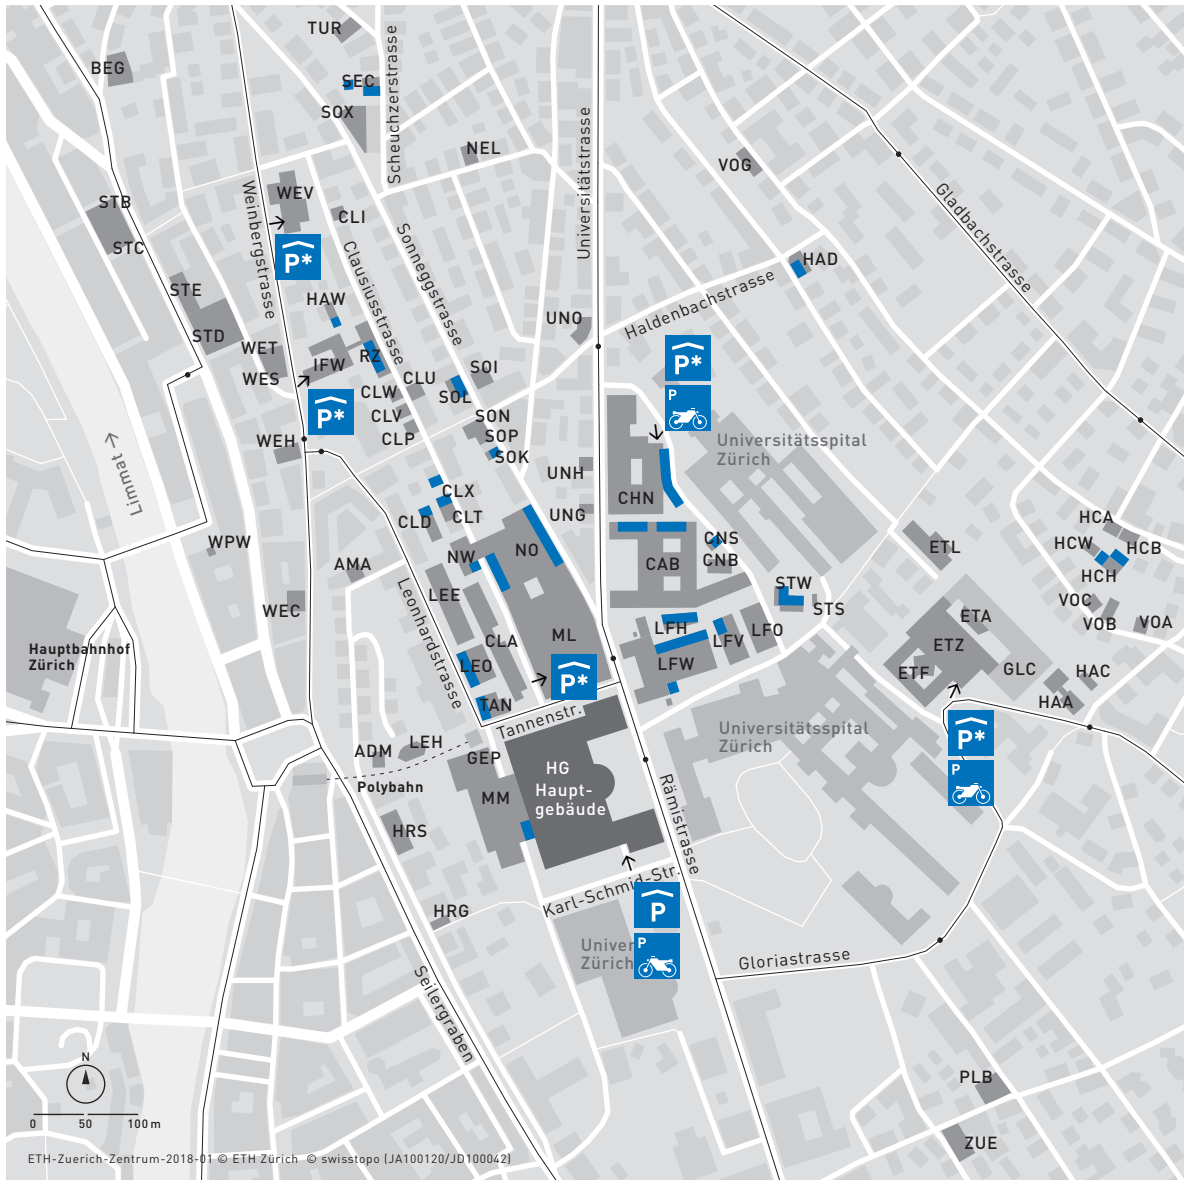 TUR
BEG
SEC
SOX
Scheuchzerstrasse
NEL
VOG
Universitätstrasse
Gladbachstrasse
WEV
STB
CLI
STC
Weinbergstrasse
Clausiusstrasse
Sonneggstrasse
P*
HAD
STE
HAW
Haldenbachstrasse
UNO
STD
WET
RZ
IFW
P*
SOI
WES
CLU
CLW
SOL
P
P*
CLV
SON
CLP
SOP
WEH
SOK
Universitätsspital
Zürich
Limmat
UNH
CLX
CHN
CLD
CLT
UNG
HCA
WPW
NO
CNS
HCW
HCB
ETL
NW
CNB
AMA
CAB
HCH
STW
LEE
VOC
WEC
STS
ETA
VOB
VOA
Leonhardstrasse
CLA
ML
LFH
LFV
LFO
ETZ
Hauptbahnhof
Zürich
LEO
LFW
ETF
GLC
HAC
P*
TAN
HAA
Tannenstr.
Universitätsspital
Zürich
P*
LEH
ADM
GEP
HG
Haupt-
gebäude
P
Polybahn
MM
Rämistrasse
HRS
Karl-Schmid-Str.
P
HRG
Univer
Zürich
P
Gloriastrasse
Seilergraben
N
PLB
0 50 100 m
ZUE
ETH-Zuerich-Zentrum-2018-01 © ETH Zürich © swisstopo (JA100120/JD100042)